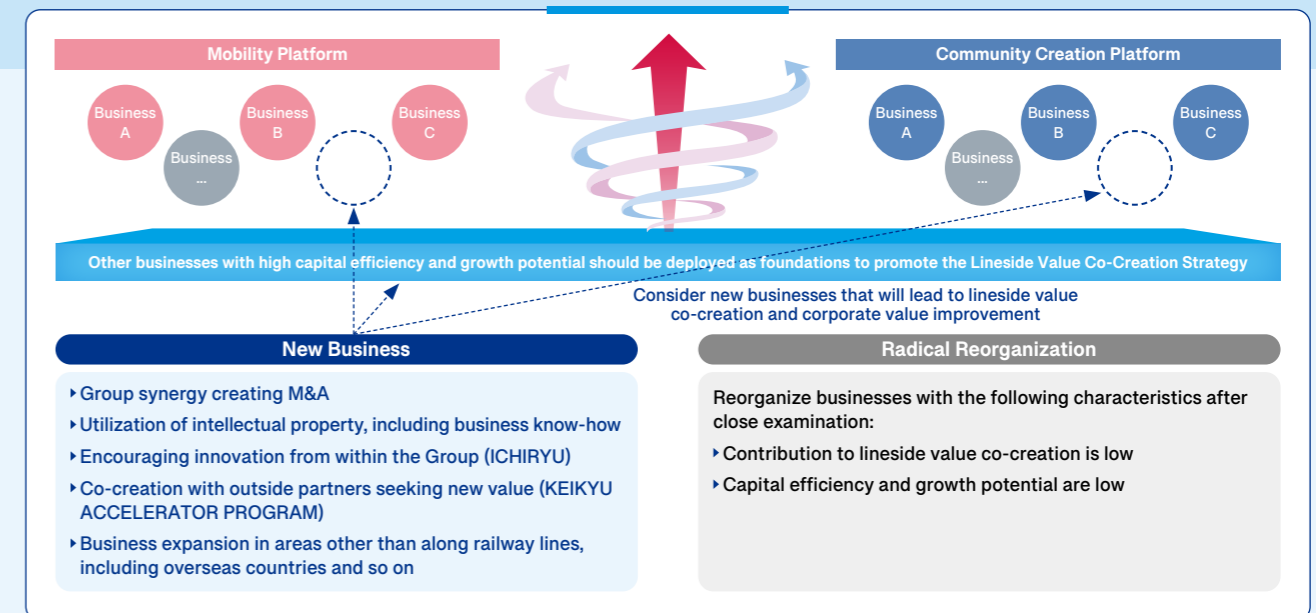 Mobility Platform
Business
A
Business
...
Business
B
Business
C
Community Creation Platform
Business
A
Business
...
Business
B
Business
C
Other businesses with high capital efficiency and growth potential should be deployed as foundations to promote the Lineside Value Co-Creation Strategy
Consider new businesses that will lead to lineside value
co-creation and corporate value improvement
New Business
‣Group synergy creating M&A
‣Utilization of intellectual property, including business know-how
‣Encouraging innovation from within the Group (ICHIRYU)
‣Co-creation with outside partners seeking new value (KEIKYU
ACCELERATOR PROGRAM)
‣Business expansion in areas other than along railway lines,
including overseas countries and so on
Radical Reorganization
Reorganize businesses with the following characteristics after
close examination:
‣Contribution to lineside value co-creation is low
‣Capital efficiency and growth potential are low